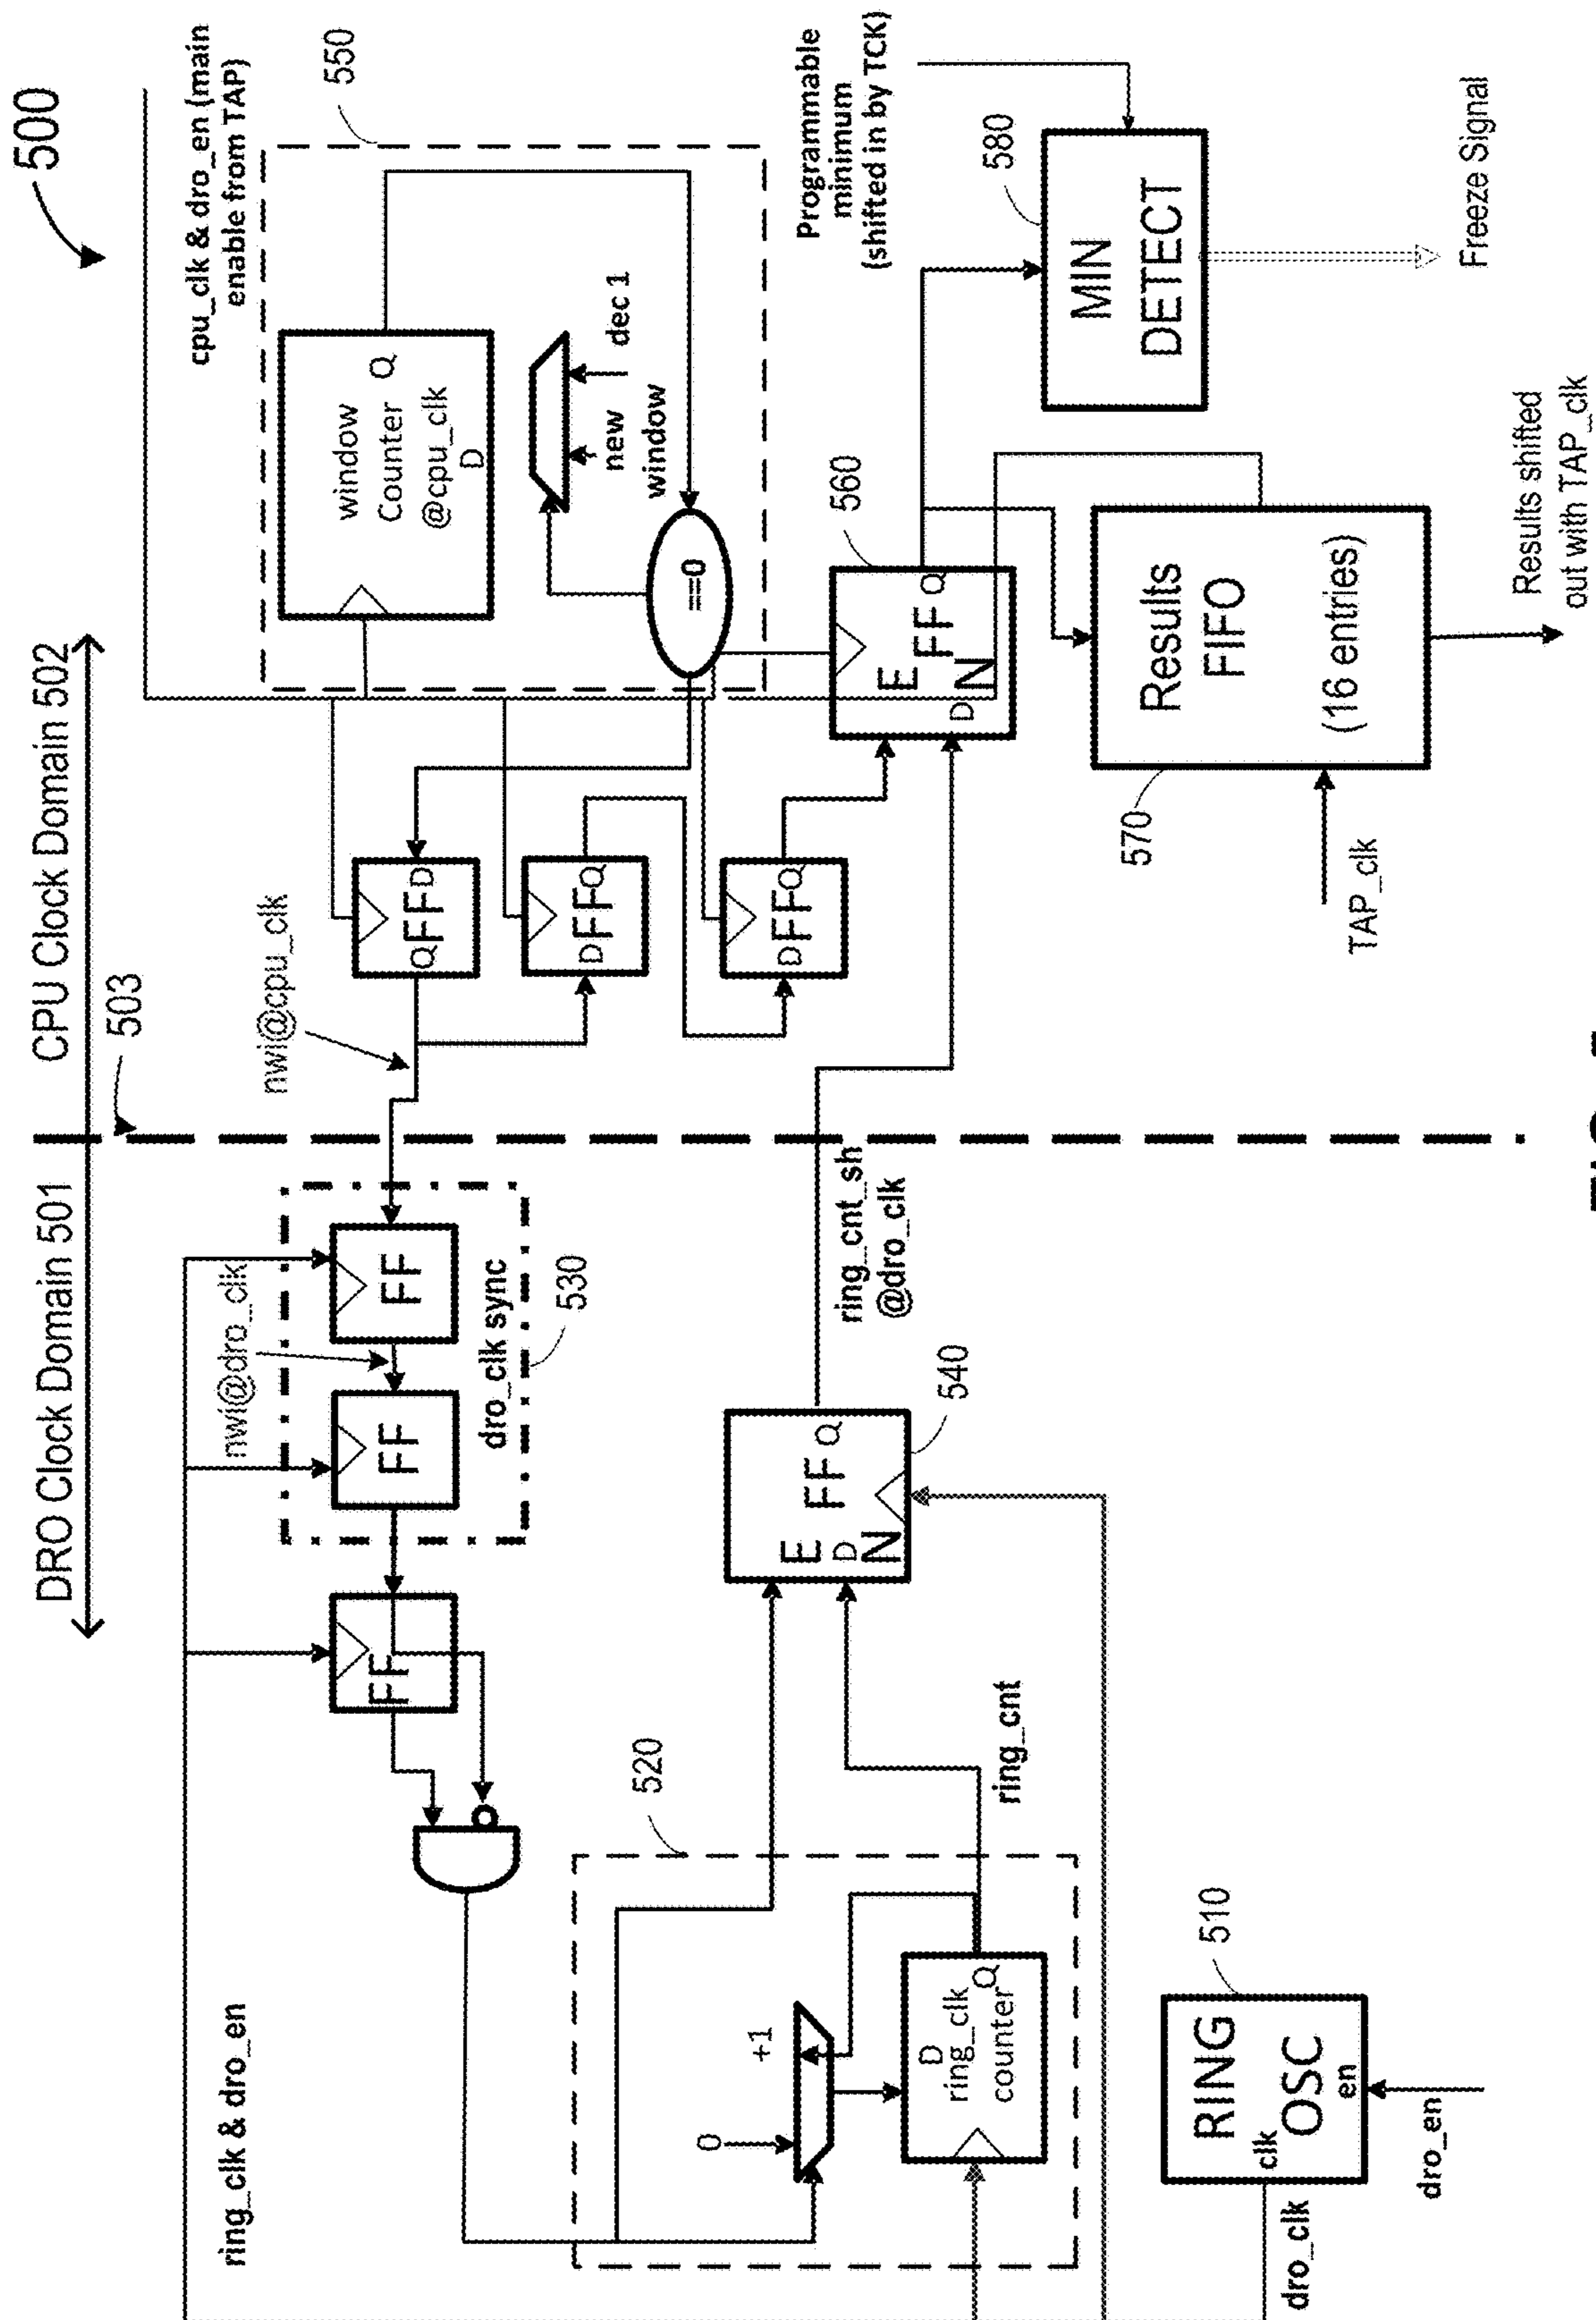 500
DRO Clock Domain 501
CPU Clock Domain 502
503
ring_clk & dro_en
nwi@dro_clk
nwi@cpu_clk
cpu_clk & dro_en (main
enable from TAP)
550
FF
FF
FF
dro_clk sync
530
Q FF D
D FF Q
D FF Q
window
Counter Q
@cpu_clk
D
new
window
dec 1
==0
520
0
+1
D
ring_clk
counter
Q
ring_cnt
E
D FF Q
N
540
ring_cnt_sh
@dro_clk
E
D FF Q
N
560
Programmable
minimum
(shifted in by TCK)
580
MIN
DETECT
Freeze Signal
570
Results
FIFO
(16 entries)
TAP_clk
Results shifted
out with TAP_clk
510
RING
OSC
clk
en
dro_clk
dro_en